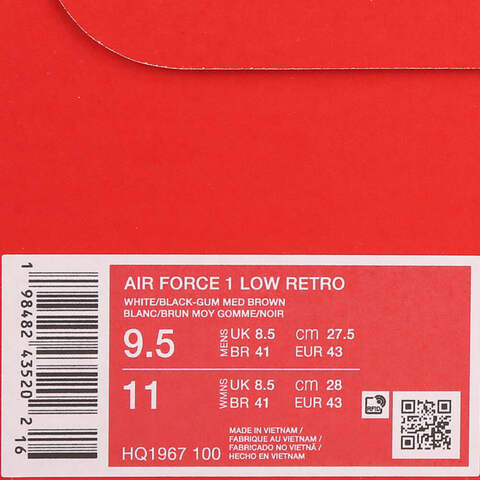 AIR FORCE 1 LOW RETRO
WHITE/BLACK-GUM MED BROWN
BLANC/BRUN MOY GOMME/NOIR
9.5 MENS UK 8.5 cm 27.5
BR 41 EUR 43
11 WMNS UK 8.5 cm 28
BR 41 EUR 43
RFID
HQ1967 100
MADE IN VIETNAM /
FABRIQUE AU VIETNAM /
FABRICADO NO VIETNÃ /
HECHO EN VIETNAM
1 98482 43520 2 16